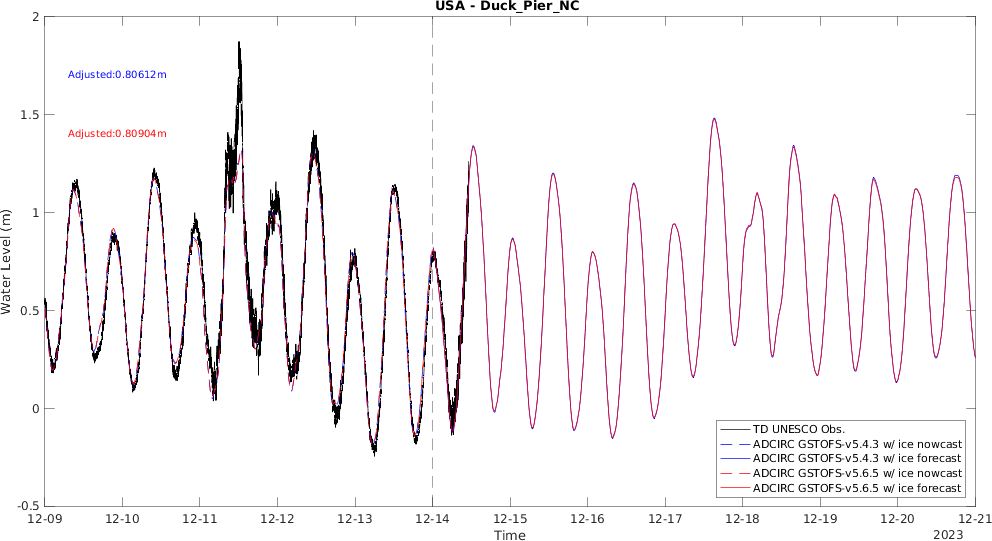 USA - Duck_Pier_NC
2
Adjusted:0.80612m
1.5
Adjusted:0.80904m
1
Water Level (m)
0.5
0
-0.5
TD UNESCO Obs.
ADCIRC GSTOFS-v5.4.3 w/ ice nowcast
ADCIRC GSTOFS-v5.4.3 w/ ice forecast
ADCIRC GSTOFS-v5.6.5 w/ ice nowcast
ADCIRC GSTOFS-v5.6.5 w/ ice forecast
12-09 12-10 12-11 12-12 12-13 12-14 12-15 12-16 12-17 12-18 12-19 12-20 12-21
Time
2023